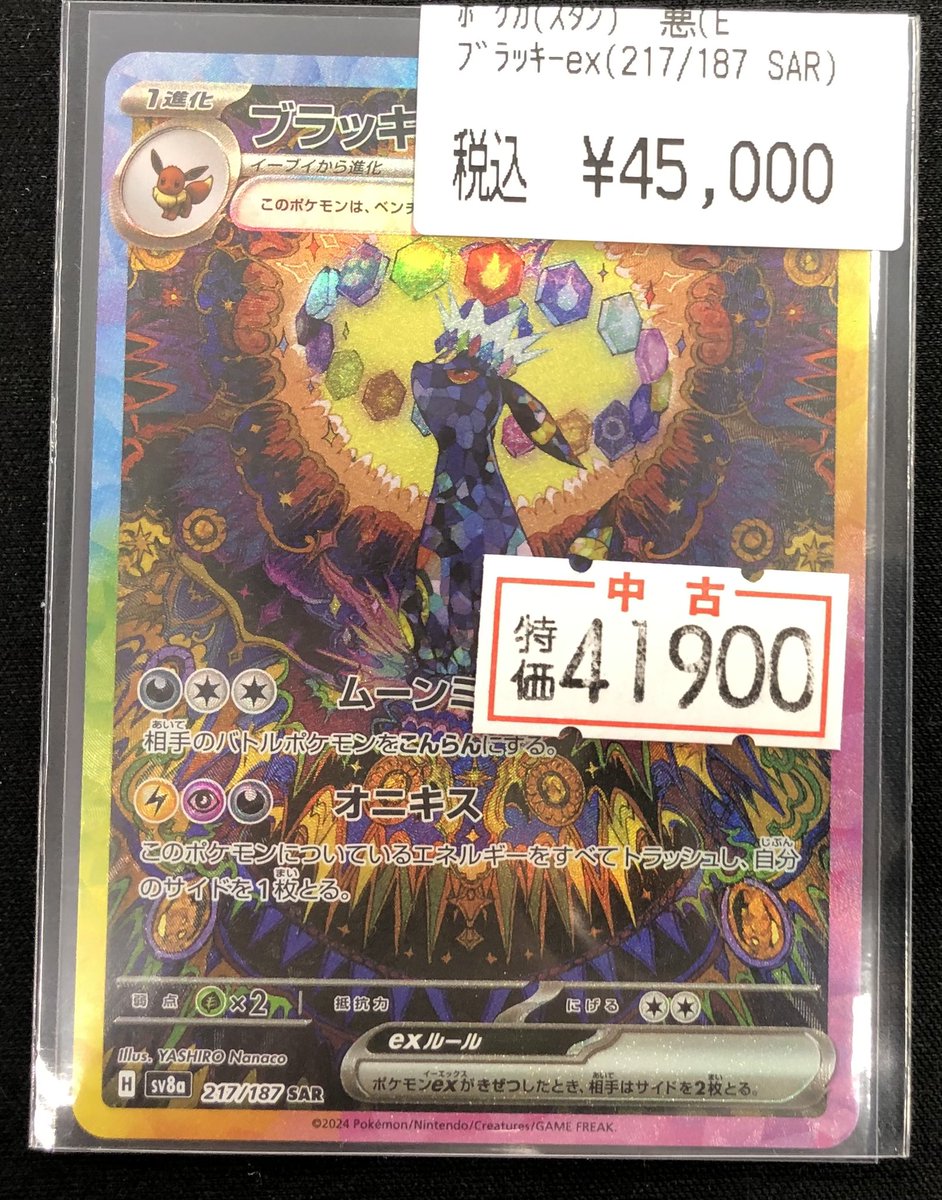 ポケカ(スタン) 悪(E
ブラッキーex(217/187 SAR)
税込 ¥45,000
1進化
ブラッキ
イーブイから進化
このポケモンは、ベンチ
中古
特価 41900
ムーンミ
相手のバトルポケモンをこんらんにする。
オニキス
このポケモンについているエネルギーをすべてトラッシュし、自分
のサイドを1枚とる。
弱点 ×2 抵抗力 にげる
exルール
ポケモンexがきぜつしたとき、相手はサイドを2枚とる。
Illus. YASHIRO Nanaco
H sv8a 217/187 SAR
©2024 Pokémon/Nintendo/Creatures/GAME FREAK.